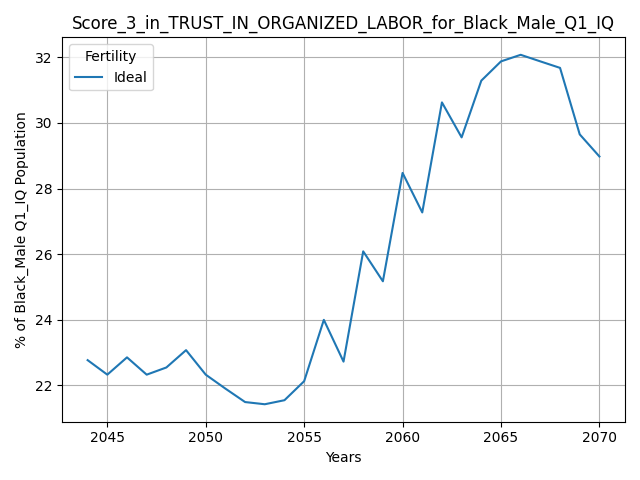 Score_3_in_TRUST_IN_ORGANIZED_LABOR_for_Black_Male_Q1_IQ
Fertility
Ideal
% of Black_Male Q1_IQ Population
32
30
28
26
24
22
2045
2050
2055
2060
2065
2070
Years